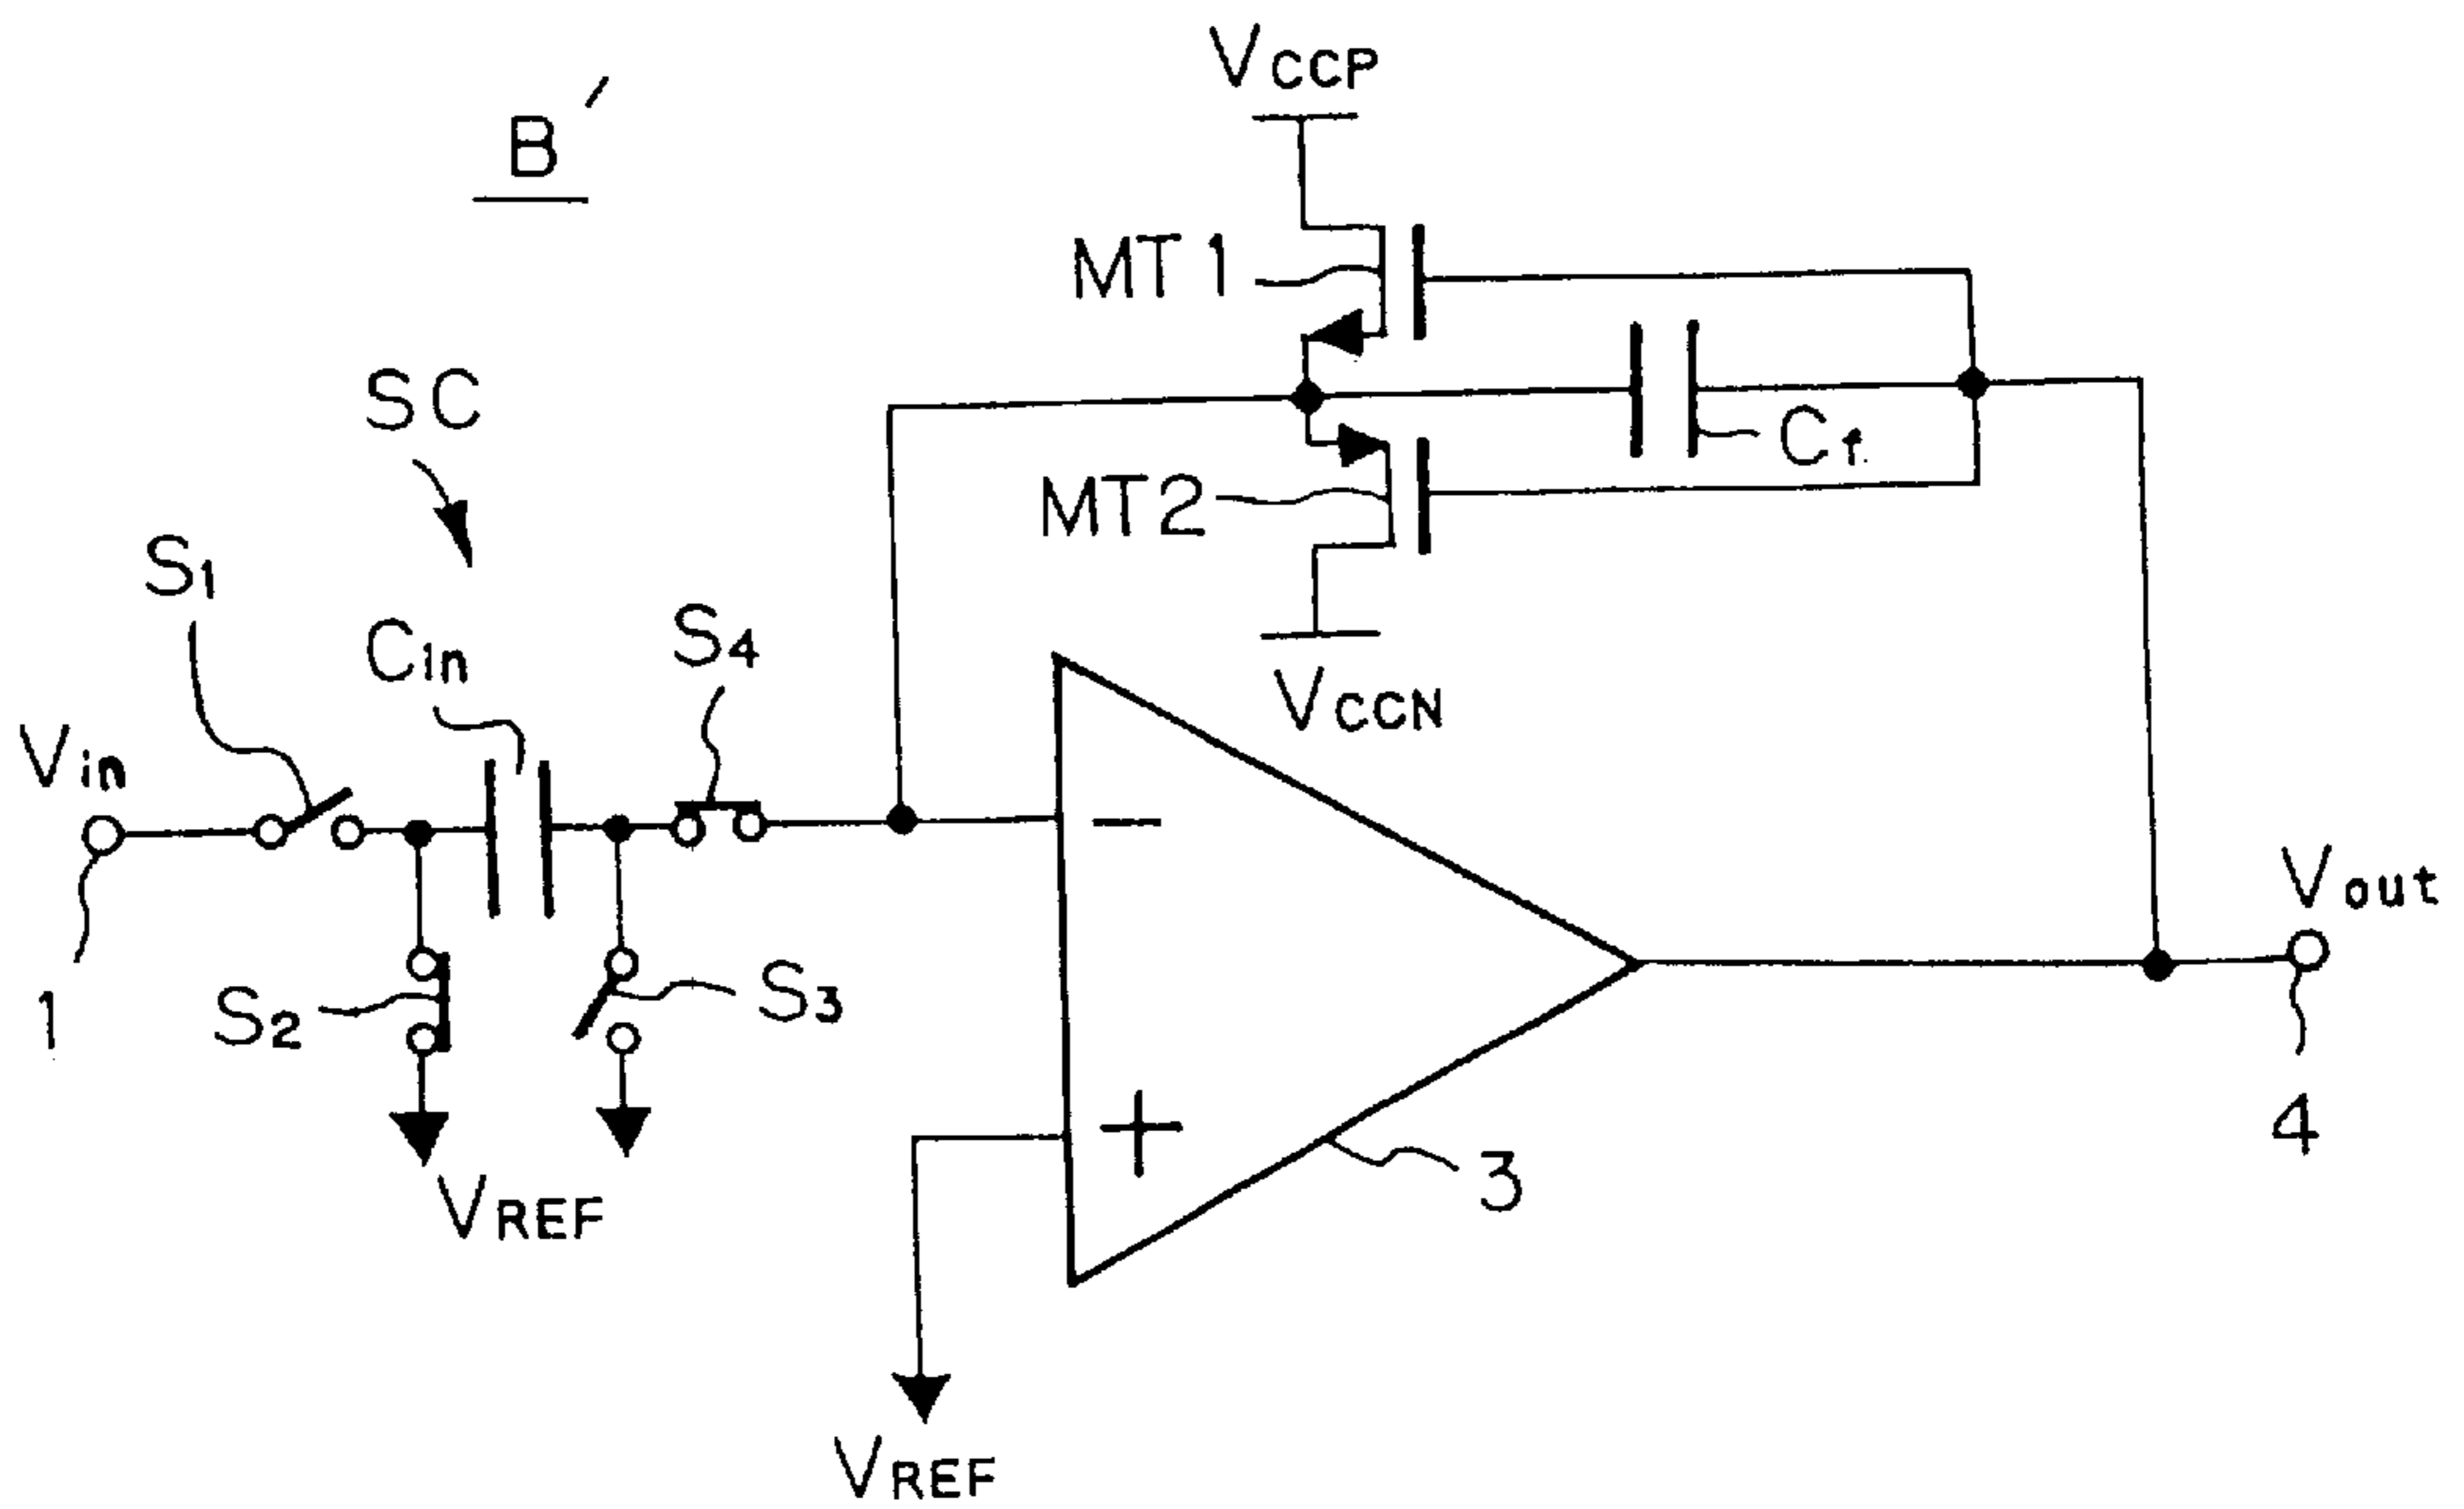 B′
VCCP
MT1
SC
Cf
MT2
S1
Cin
S4
VCCN
Vin
Vout
1
S2
S3
−
+
3
4
VREF
VREF